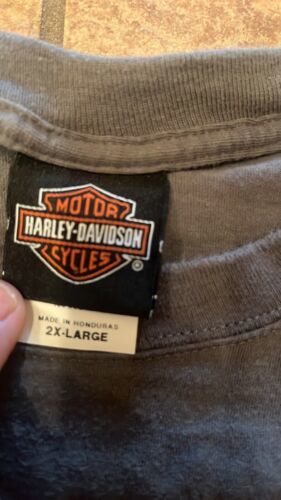 MOTOR
HARLEY-DAVIDSON
CYCLES
®
MADE IN HONDURAS
2X-LARGE